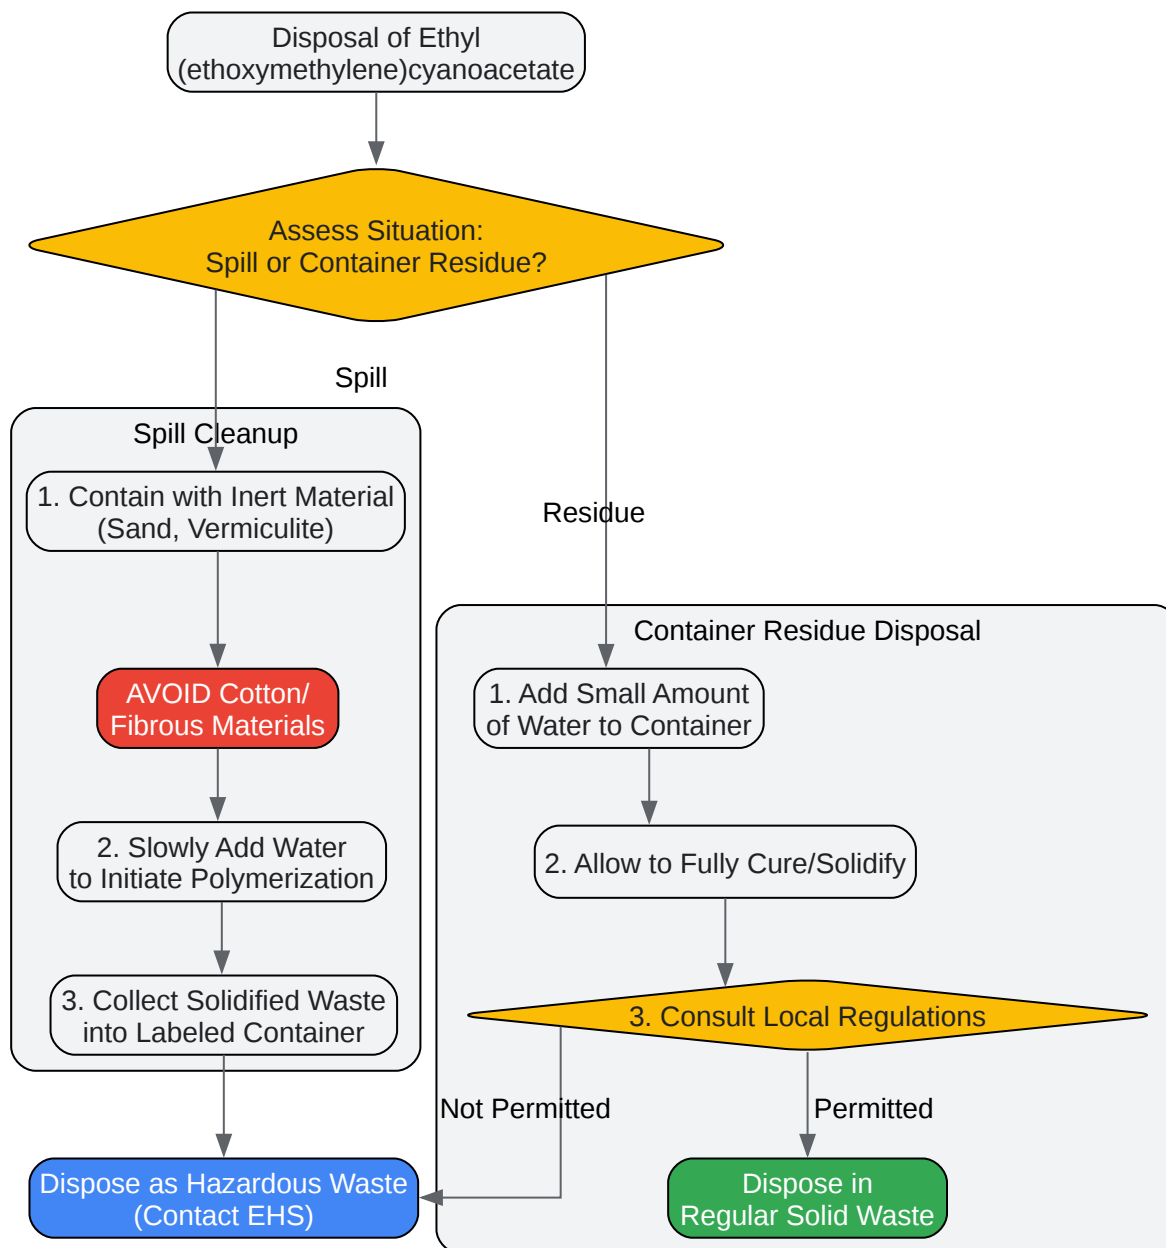 Disposal of Ethyl
(ethoxymethylene)cyanoacetate
Assess Situation:
Spill or Container Residue?
Spill
Spill Cleanup
1. Contain with Inert Material
(Sand, Vermiculite)
AVOID Cotton/
Fibrous Materials
2. Slowly Add Water
to Initiate Polymerization
3. Collect Solidified Waste
into Labeled Container
Residue
Container Residue Disposal
1. Add Small Amount
of Water to Container
2. Allow to Fully Cure/Solidify
3. Consult Local Regulations
Not Permitted
Permitted
Dispose as Hazardous Waste
(Contact EHS)
Dispose in
Regular Solid Waste